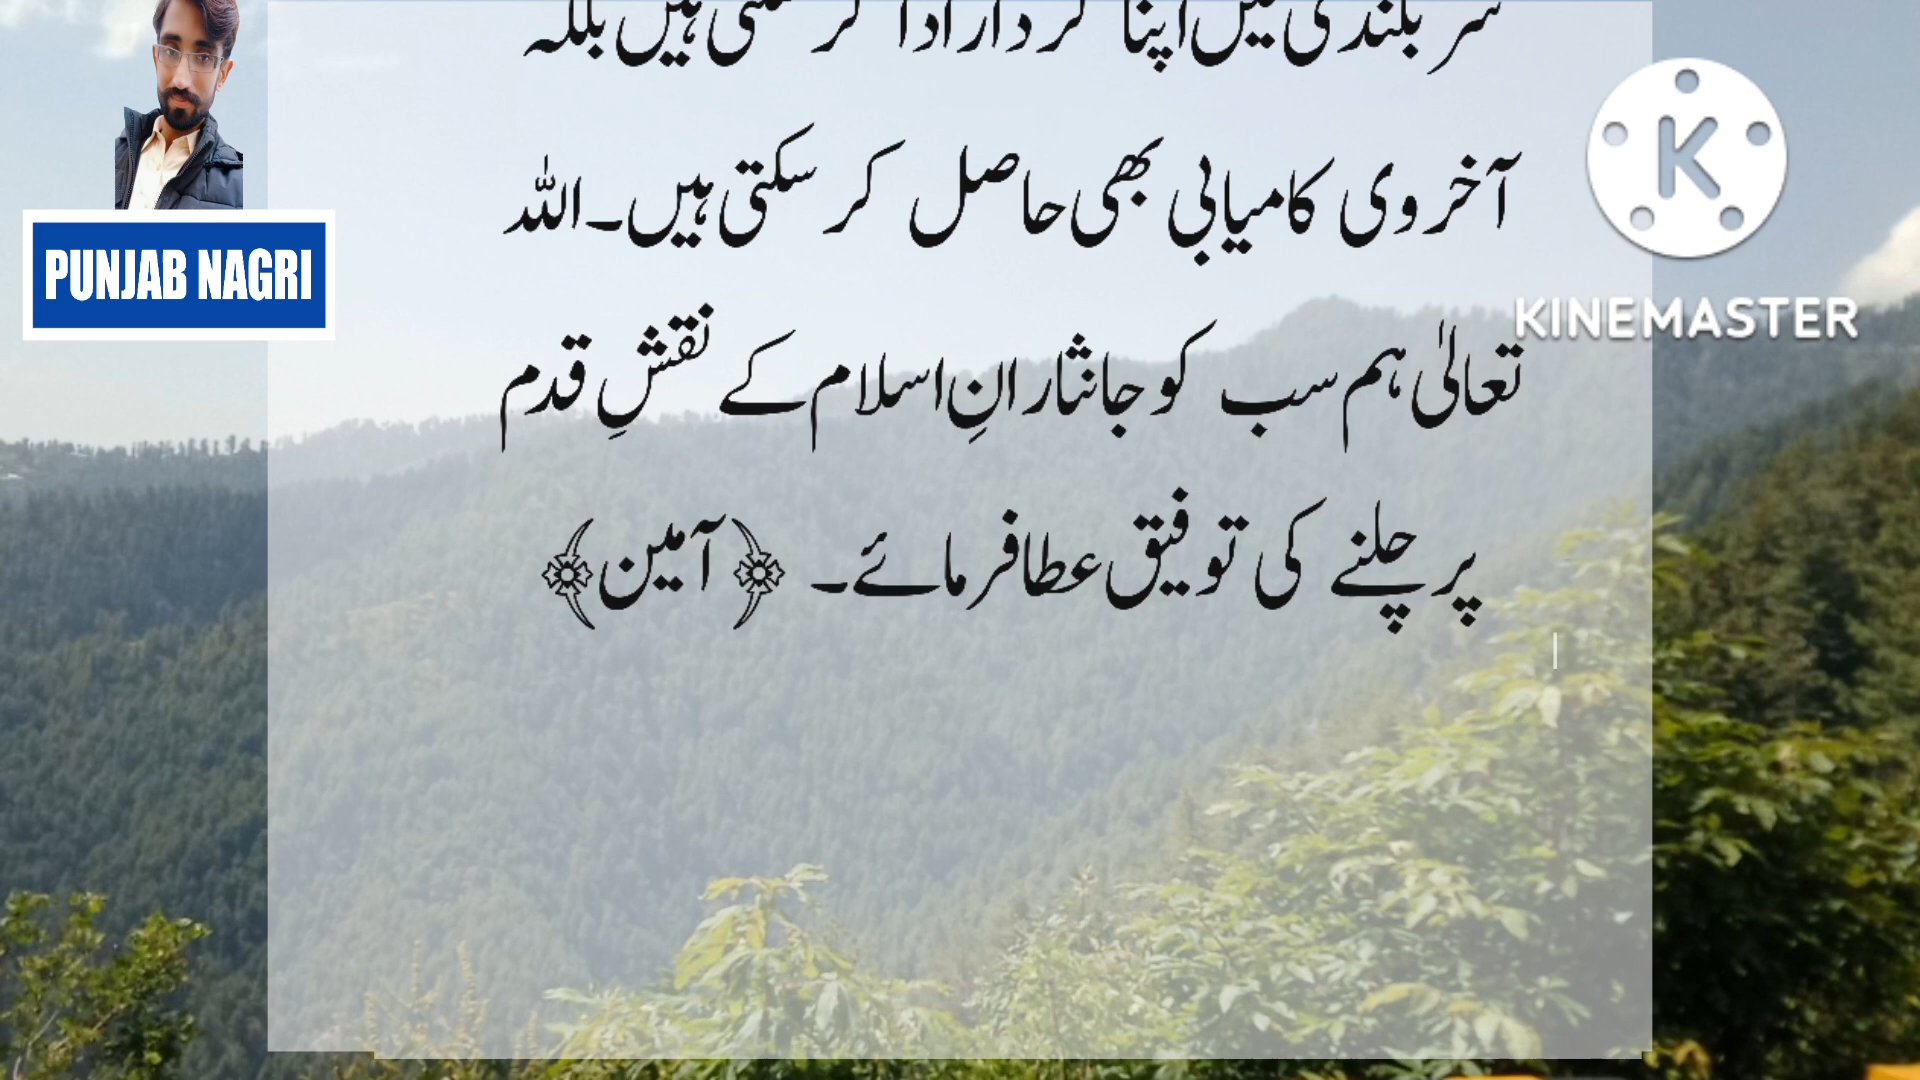 سر بلندی میں اپنا کردار ادا کر سکتی ہیں بلکہ
آخروی کامیابی بھی حاصل کر سکتی ہیں۔ اللہ
تعالیٰ ہم سب کو جانثارانِ اسلام کے نقشِ قدم
پر چلنے کی توفیق عطا فرمائے۔ ﴿آمین﴾
PUNJAB NAGRI
K
KINEMASTER